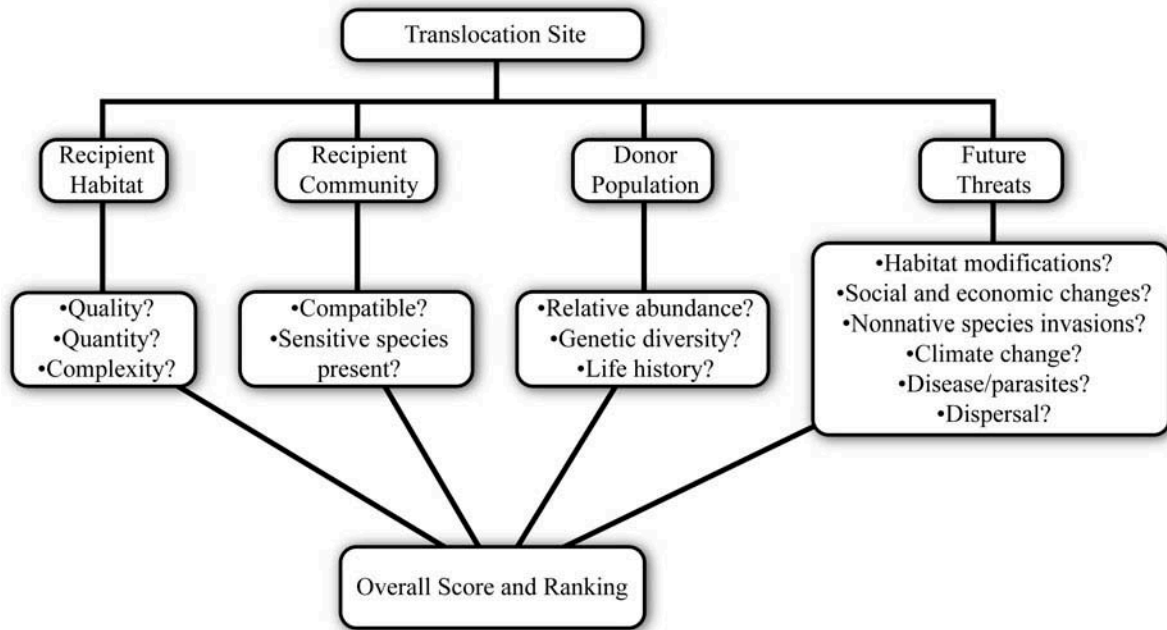 Translocation Site
Recipient
Habitat
Recipient
Community
Donor
Population
Future
Threats
•Quality?
•Quantity?
•Complexity?
•Compatible?
•Sensitive species
present?
•Relative abundance?
•Genetic diversity?
•Life history?
•Habitat modifications?
•Social and economic changes?
•Nonnative species invasions?
•Climate change?
•Disease/parasites?
•Dispersal?
Overall Score and Ranking